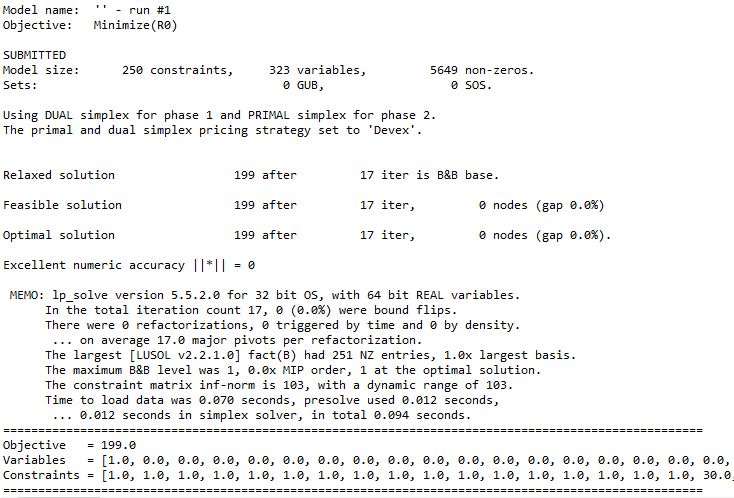 Model name: '' - run #1
Objective: Minimize(R0)
SUBMITTED
Model size: 250 constraints, 323 variables, 5649 non-zeros.
Sets: 0 GUB, 0 SOS.
Using DUAL simplex for phase 1 and PRIMAL simplex for phase 2.
The primal and dual simplex pricing strategy set to 'Devex'.
Relaxed solution 199 after 17 iter is B&B base.
Feasible solution 199 after 17 iter, 0 nodes (gap 0.0%)
Optimal solution 199 after 17 iter, 0 nodes (gap 0.0%).
Excellent numeric accuracy ||*|| = 0
MEMO: lp_solve version 5.5.2.0 for 32 bit OS, with 64 bit REAL variables.
In the total iteration count 17, 0 (0.0%) were bound flips.
There were 0 refactorizations, 0 triggered by time and 0 by density.
... on average 17.0 major pivots per refactorization.
The largest [LUSOL v2.2.1.0] fact(B) had 251 NZ entries, 1.0x largest basis.
The maximum B&B level was 1, 0.0x MIP order, 1 at the optimal solution.
The constraint matrix inf-norm is 103, with a dynamic range of 103.
Time to load data was 0.070 seconds, presolve used 0.012 seconds,
... 0.012 seconds in simplex solver, in total 0.094 seconds.
====================================================================================================
Objective = 199.0
Variables = [1.0, 0.0, 0.0, 0.0, 0.0, 0.0, 0.0, 0.0, 0.0, 0.0, 0.0, 0.0, 0.0, 0.0, 0.0, 0.0, 0.0, 0.0,
Constraints = [1.0, 1.0, 1.0, 1.0, 1.0, 1.0, 1.0, 1.0, 1.0, 1.0, 1.0, 1.0, 1.0, 1.0, 1.0, 1.0, 1.0, 30.0,
====================================================================================================